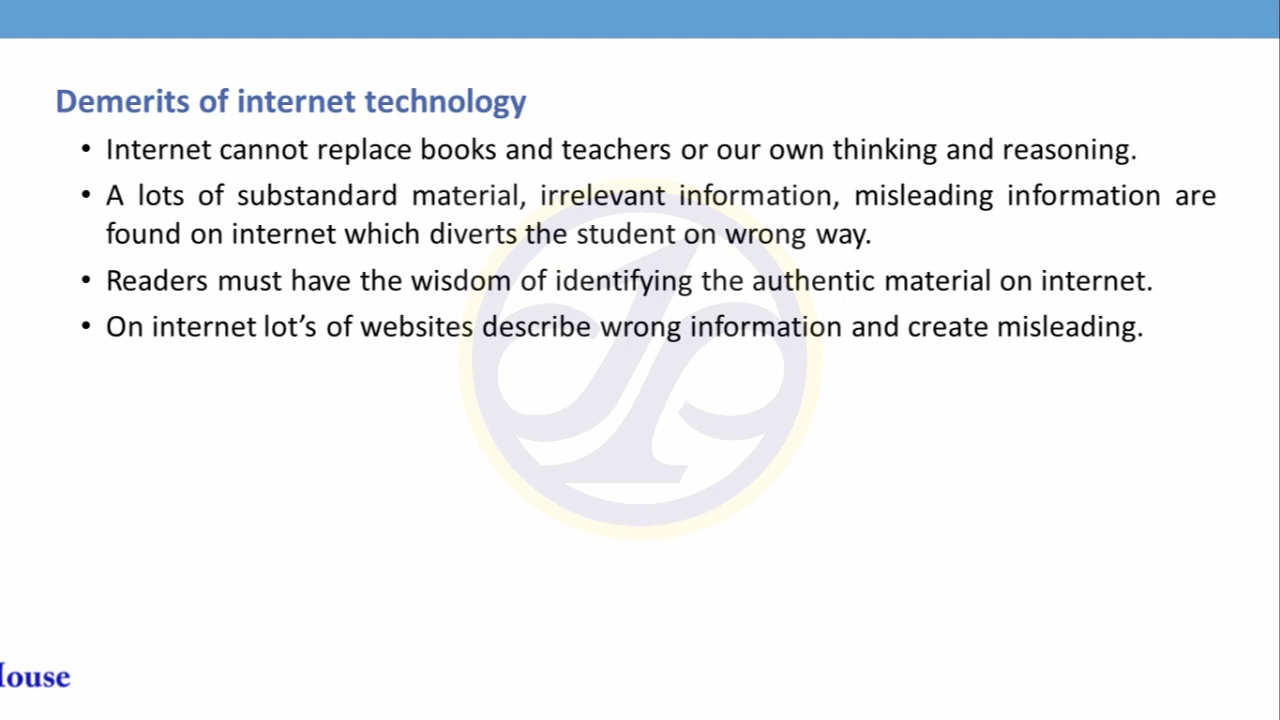 Demerits of internet technology
• Internet cannot replace books and teachers or our own thinking and reasoning.
• A lots of substandard material, irrelevant information, misleading information are
found on internet which diverts the student on wrong way.
• Readers must have the wisdom of identifying the authentic material on internet.
• On internet lot’s of websites describe wrong information and create misleading.